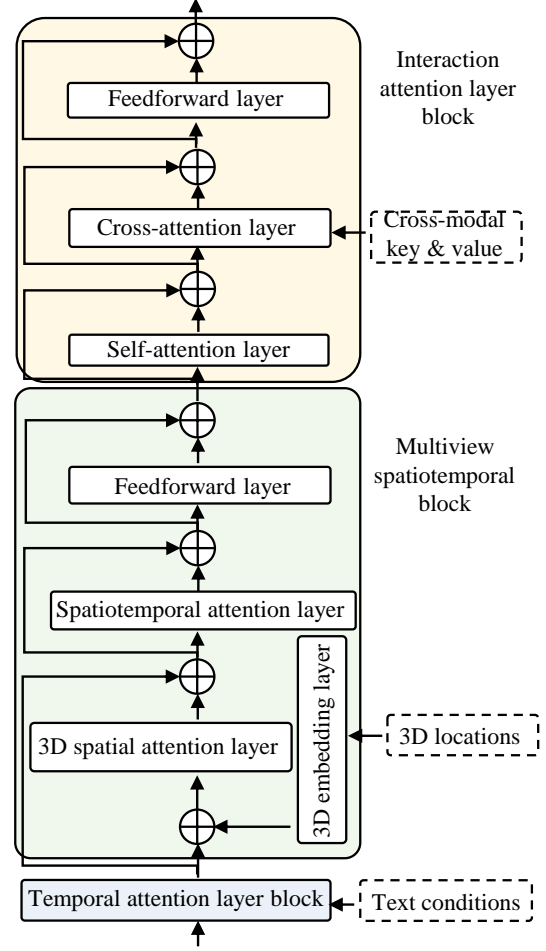 Interaction
attention layer
block
Feedforward layer
Cross-attention layer
Cross-modal
key & value
Self-attention layer
Multiview
spatiotemporal
block
Feedforward layer
Spatiotemporal attention layer
3D spatial attention layer
3D embedding layer
3D locations
Temporal attention layer block
Text conditions